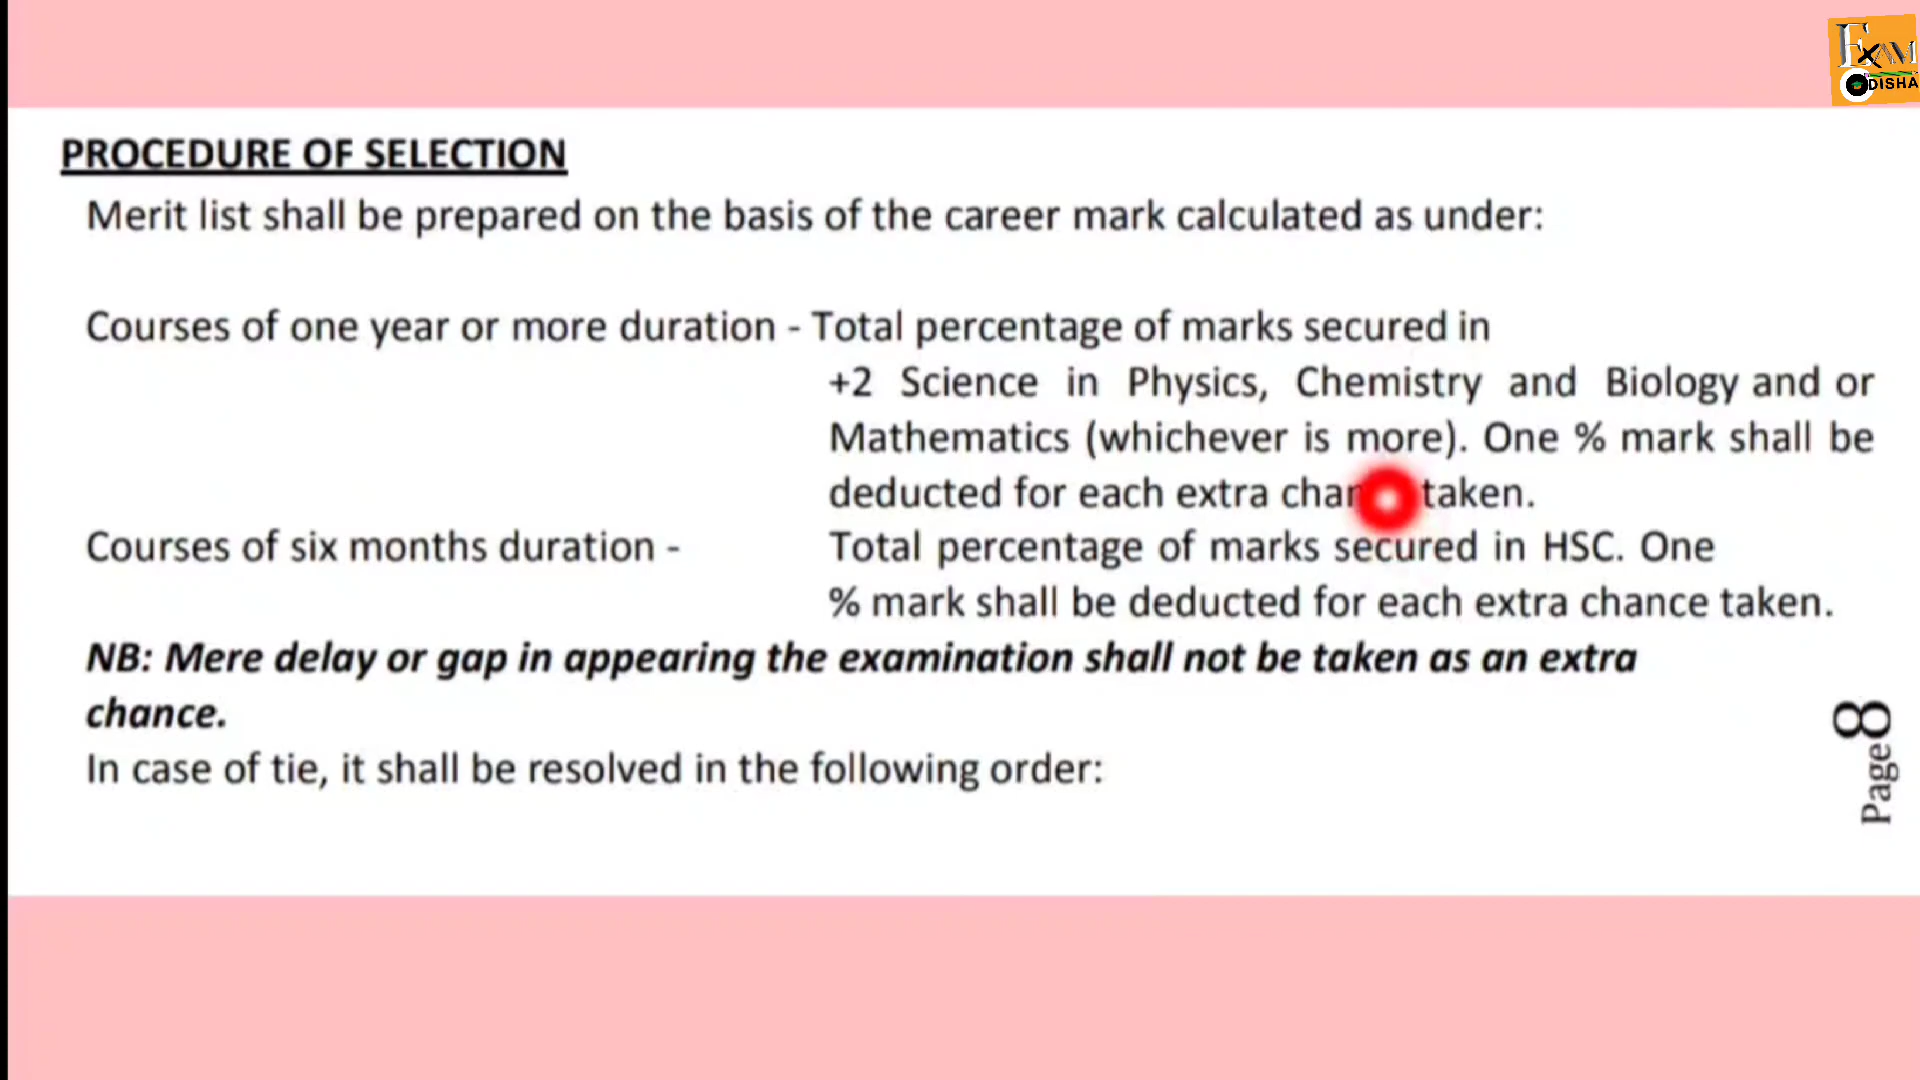 EXAM
ODISHA
PROCEDURE OF SELECTION
Merit list shall be prepared on the basis of the career mark calculated as under:
Courses of one year or more duration - Total percentage of marks secured in
+2 Science in Physics, Chemistry and Biology and or
Mathematics (whichever is more). One % mark shall be
deducted for each extra taken.
Courses of six months duration - Total percentage of marks secured in HSC. One
% mark shall be deducted for each extra chance taken.
NB: Mere delay or gap in appearing the examination shall not be taken as an extra
chance.
In case of tie, it shall be resolved in the following order:
Page 8